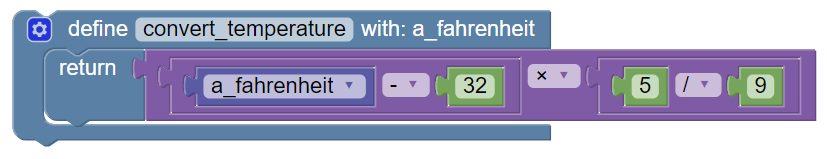 define convert_temperature with: a_fahrenheit
return a_fahrenheit - 32 × 5 / 9